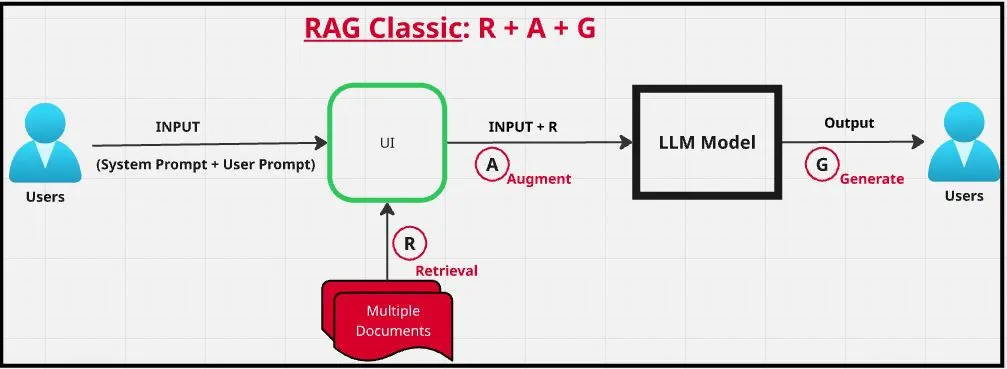 RAG Classic: R + A + G
INPUT
(System Prompt + User Prompt)
Users
UI
INPUT + R
A
Augment
LLM Model
Output
G
Generate
Users
R
Retrieval
Multiple
Documents